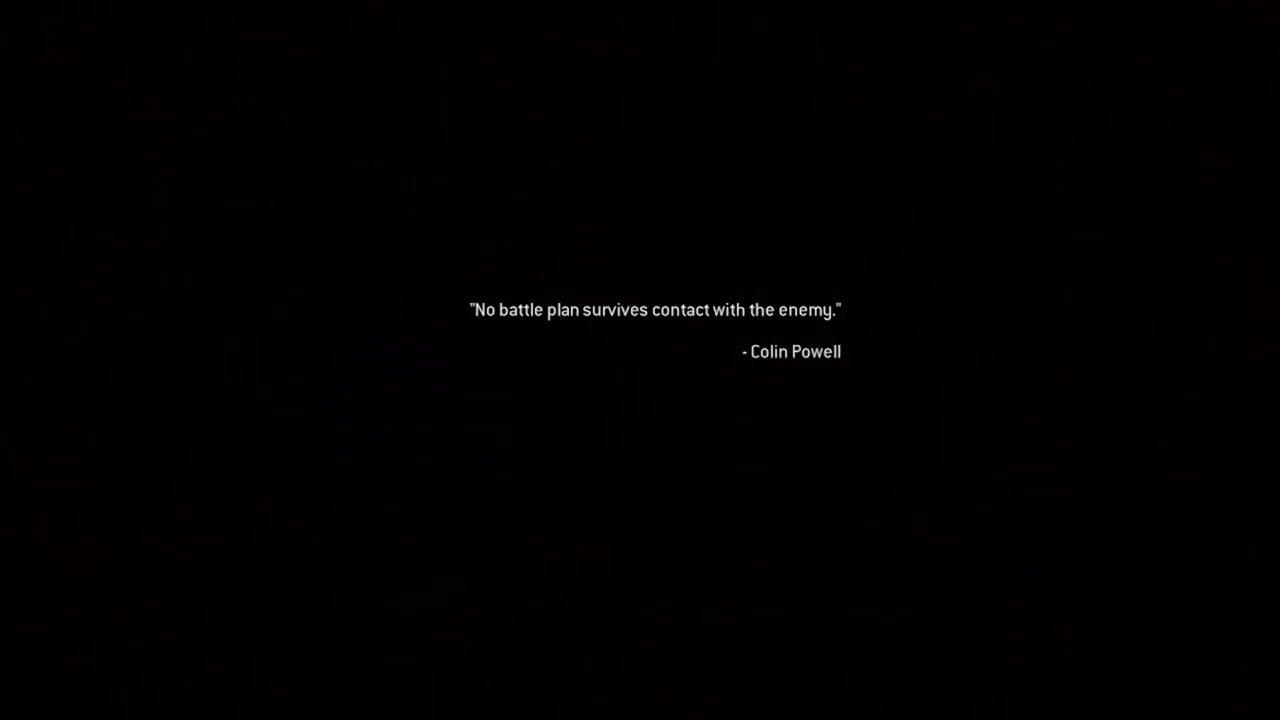 "No battle plan survives contact with the enemy."
- Colin Powell